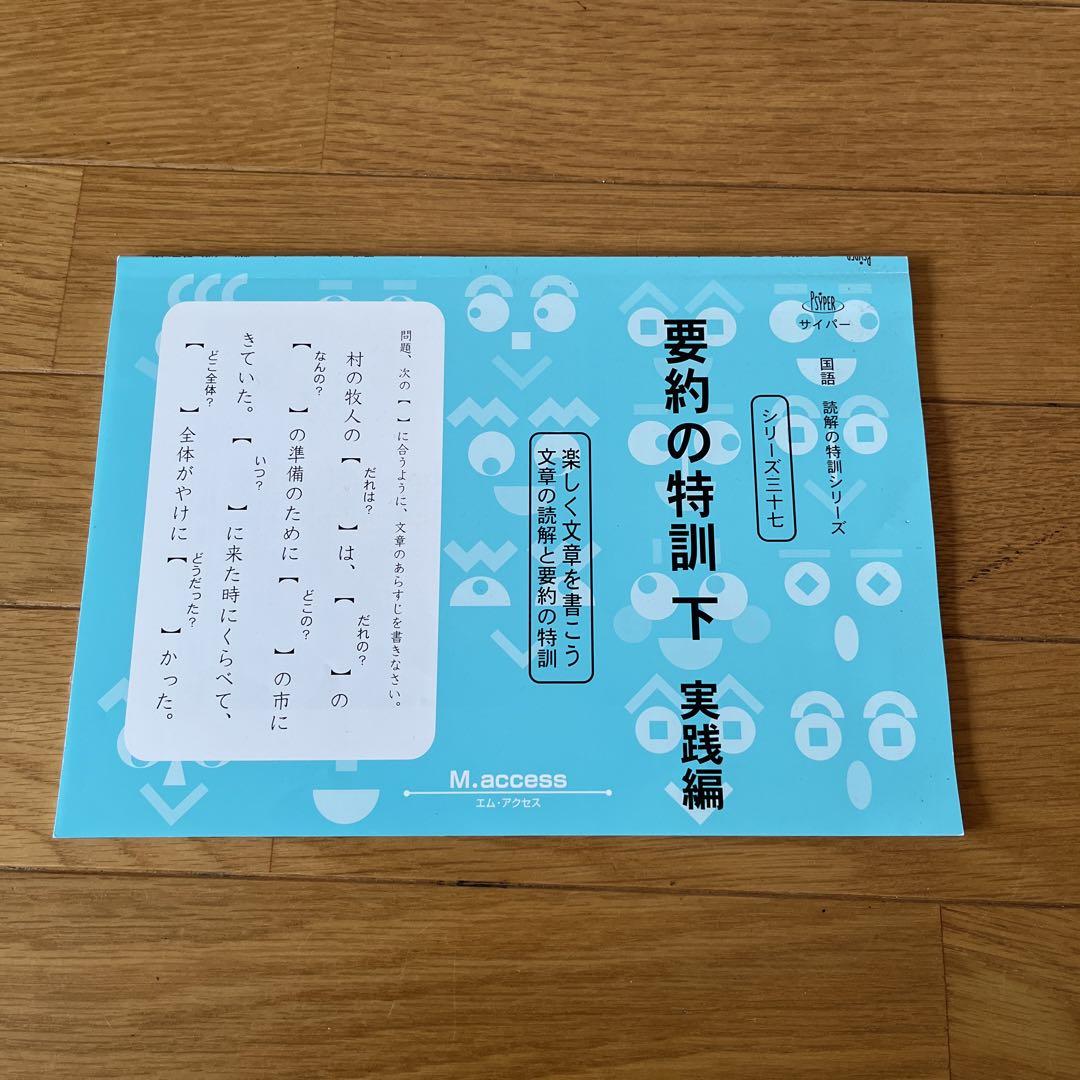 PSYPER
サイパー
国語 読解の特訓シリーズ
シリーズ三十七
要約の特訓 下 実践編
楽しく文章を書こう
文章の読解と要約の特訓
問題、次の【 】に合うように、文章のあらすじを書きなさい。
村の牧人の【 】は、【 】の
だれは?
だれの?
【 】の準備のために【 】の市に
なんの?
どこの?
きていた。【 】に来た時にくらべて、
いつ?
【 】全体がやけに【 】かった。
どこ全体?
どうだった?
M.access
エム・アクセス